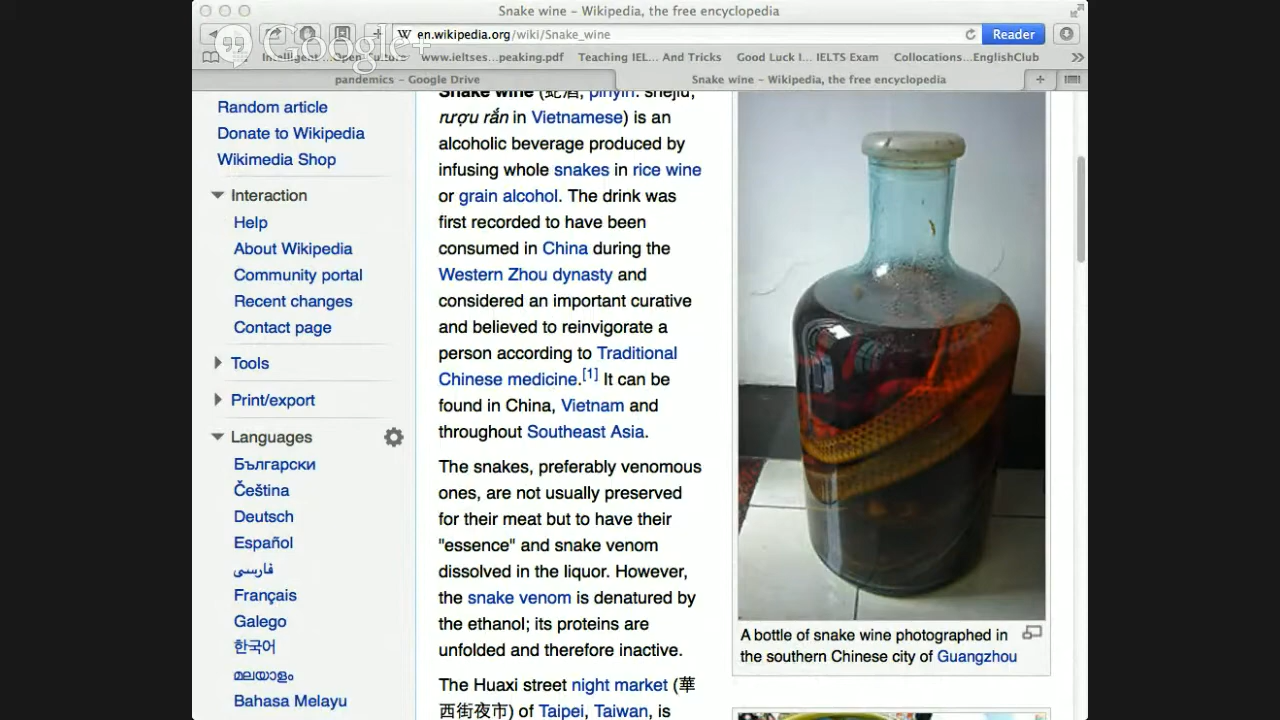 Snake wine – Wikipedia, the free encyclopedia
Google+
en.wikipedia.org/wiki/Snake_wine
Reader
www.ieltses...peaking.pdf Teaching IEL... And Tricks Good Luck I... IELTS Exam Collocations...EnglishClub
pandemics – Google Drive
Snake wine – Wikipedia, the free encyclopedia
Random article
Donate to Wikipedia
Wikimedia Shop
Interaction
Help
About Wikipedia
Community portal
Recent changes
Contact page
Tools
Print/export
Languages
Български
Čeština
Deutsch
Español
فارسی
Français
Galego
한국어
മലയാളം
Bahasa Melayu
Snake wine (蛇酒, pinyin: shéjiǔ;
rượu rắn in Vietnamese) is an
alcoholic beverage produced by
infusing whole snakes in rice wine
or grain alcohol. The drink was
first recorded to have been
consumed in China during the
Western Zhou dynasty and
considered an important curative
and believed to reinvigorate a
person according to Traditional
Chinese medicine.[1] It can be
found in China, Vietnam and
throughout Southeast Asia.
The snakes, preferably venomous
ones, are not usually preserved
for their meat but to have their
"essence" and snake venom
dissolved in the liquor. However,
the snake venom is denatured by
the ethanol; its proteins are
unfolded and therefore inactive.
The Huaxi street night market (華
西街夜市) of Taipei, Taiwan, is
A bottle of snake wine photographed in
the southern Chinese city of Guangzhou